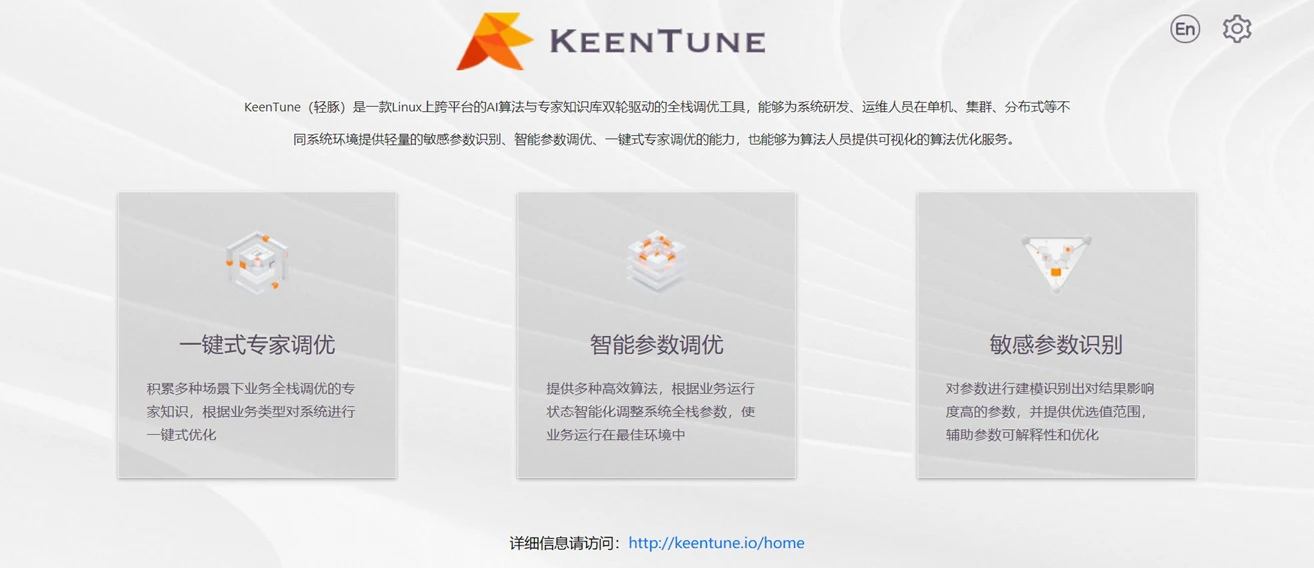 KEENTUNE
En
KeenTune（轻豚）是一款Linux上跨平台的AI算法与专家知识库双轮驱动的全栈调优工具，能够为系统研发、运维人员在单机、集群、分布式等不
同系统环境提供轻量的敏感参数识别、智能参数调优、一键式专家调优的能力，也能够为算法人员提供可视化的算法优化服务。
一键式专家调优
积累多种场景下业务全栈调优的专
家知识，根据业务类型对系统进行
一键式优化
智能参数调优
提供多种高效算法，根据业务运行
状态智能化调整系统全栈参数，使
业务运行在最佳环境中
敏感参数识别
对参数进行建模识别出对结果影响
度高的参数，并提供优选值范围，
辅助参数可解释性和优化
详细信息请访问：http://keentune.io/home